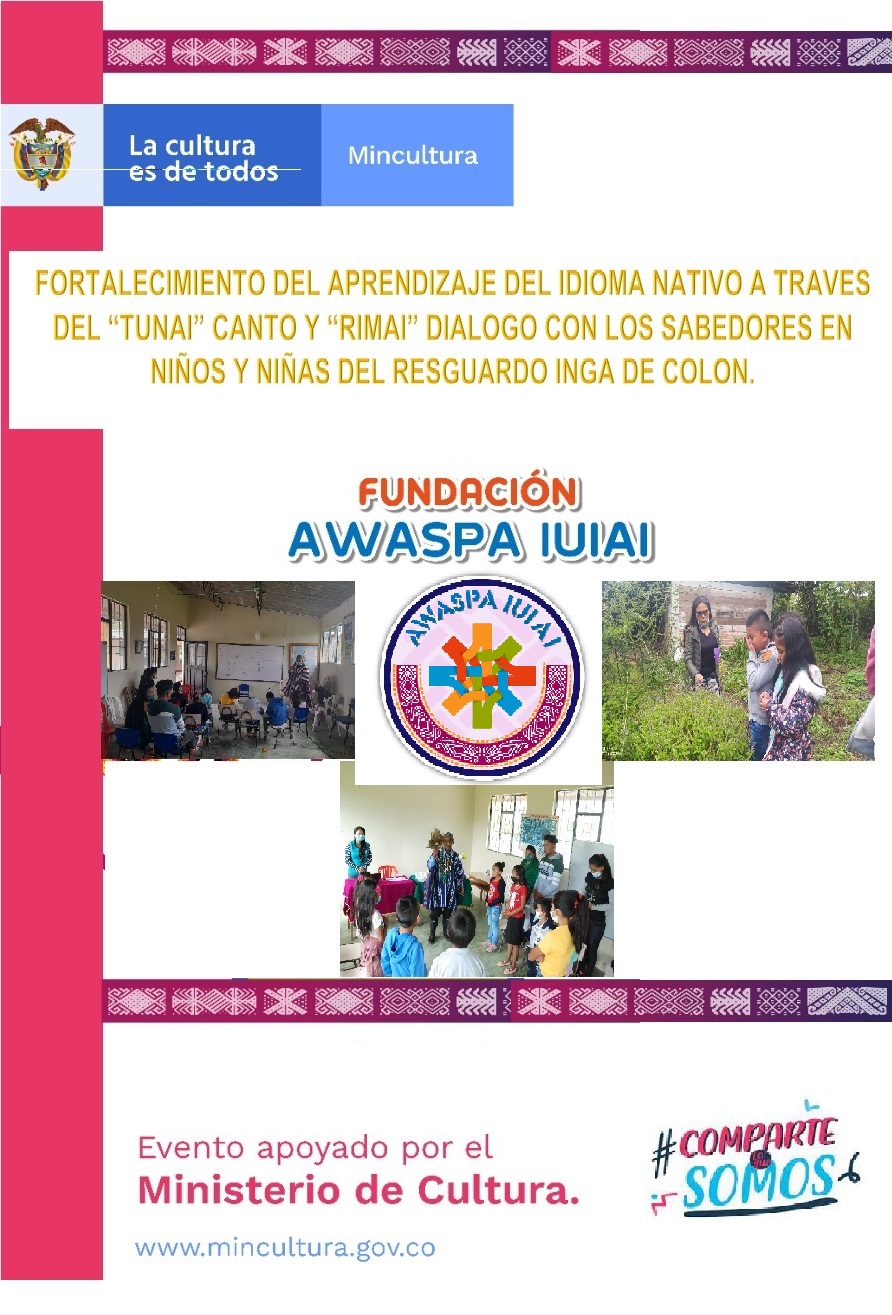 La cultura
es de todos
Mincultura
FORTALECIMIENTO DEL APRENDIZAJE DEL IDIOMA NATIVO A TRAVES
DEL “TUNAI” CANTO Y “RIMAI” DIALOGO CON LOS SABEDORES EN
NIÑOS Y NIÑAS DEL RESGUARDO INGA DE COLON.
FUNDACIÓN
AWASPA IUIAI
AWASPA IUIAI
Evento apoyado por el
Ministerio de Cultura.
www.mincultura.gov.co
#COMPARTE
SOMOS